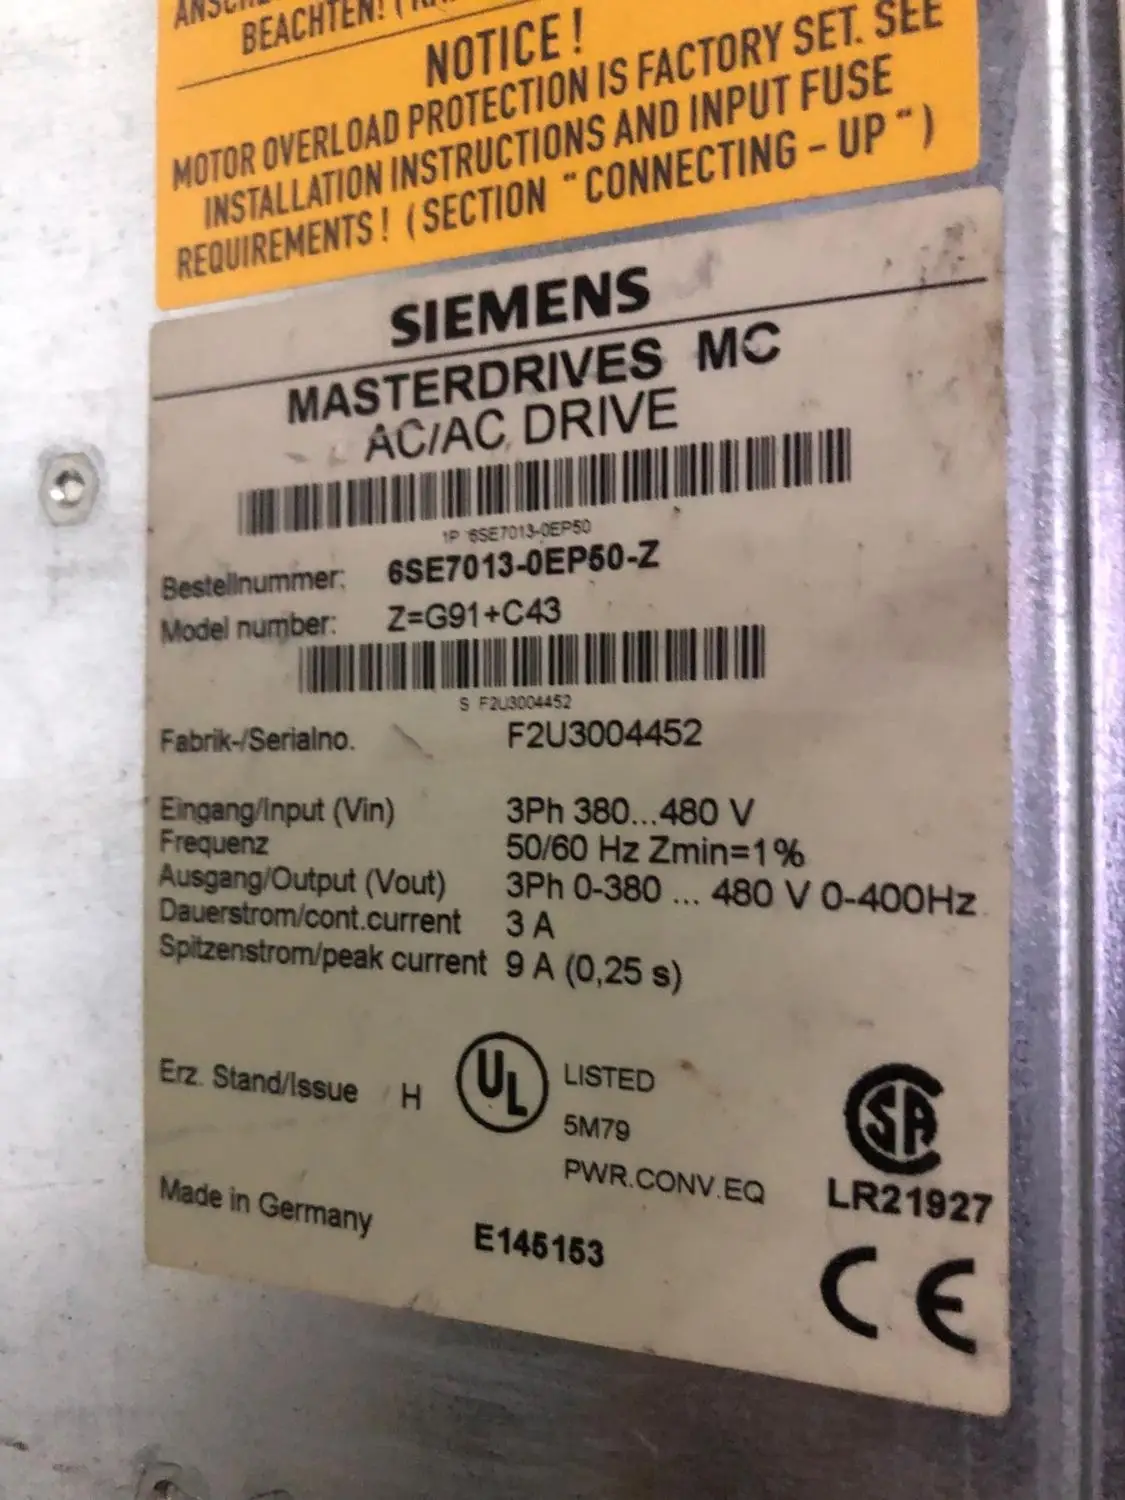 BEACHTEN! (
NOTICE !
MOTOR OVERLOAD PROTECTION IS FACTORY SET. SEE
INSTALLATION INSTRUCTIONS AND INPUT FUSE
REQUIREMENTS ! ( SECTION " CONNECTING – UP " )
SIEMENS
MASTERDRIVES MC
AC/AC DRIVE
1P 6SE7013-0EP50
Bestellnummer: 6SE7013-0EP50-Z
Model number: Z=G91+C43
S F2U3004452
Fabrik-/Serialno. F2U3004452
Eingang/Input (Vin) 3Ph 380...480 V
Frequenz 50/60 Hz Zmin=1%
Ausgang/Output (Vout) 3Ph 0-380 ... 480 V 0-400Hz
Dauerstrom/cont.current 3 A
Spitzenstrom/peak current 9 A (0,25 s)
Erz. Stand/Issue H
UL LISTED
5M79
PWR.CONV.EQ
SA
LR21927
Made in Germany
E145153
CE